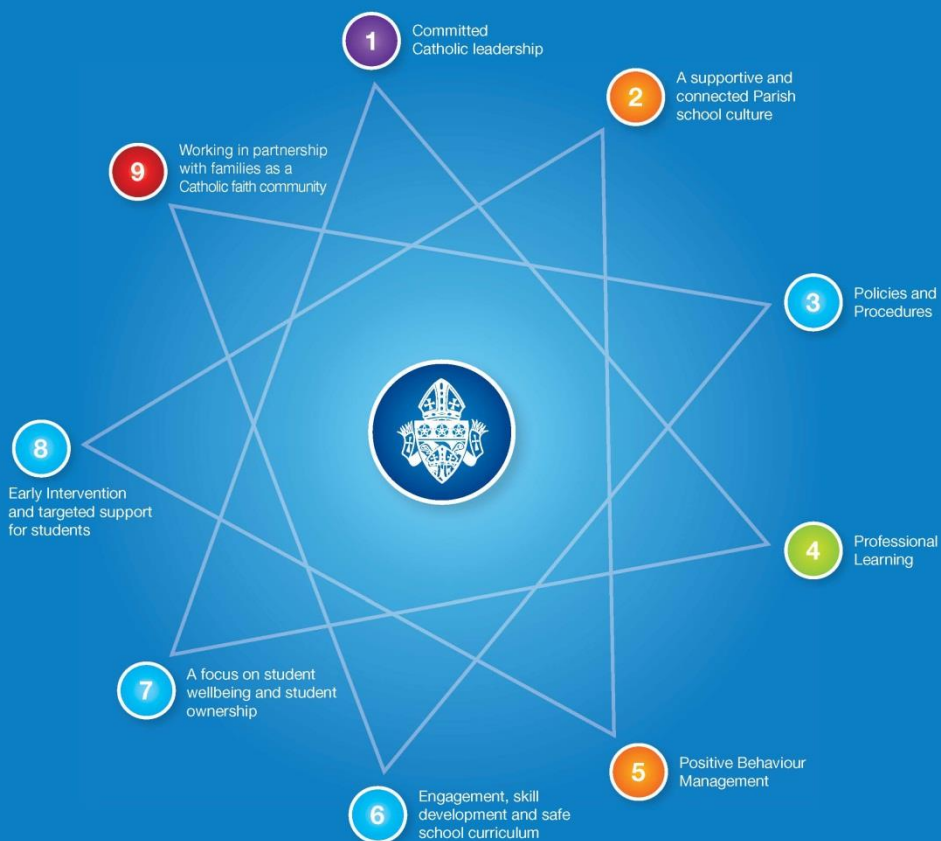 1
Committed
Catholic leadership
2
A supportive and
connected Parish
school culture
3
Policies and
Procedures
4
Professional
Learning
5
Positive Behaviour
Management
6
Engagement, skill
development and safe
school curriculum
7
A focus on student
wellbeing and student
ownership
8
Early Intervention
and targeted support
for students
9
Working in partnership
with families as a
Catholic faith community